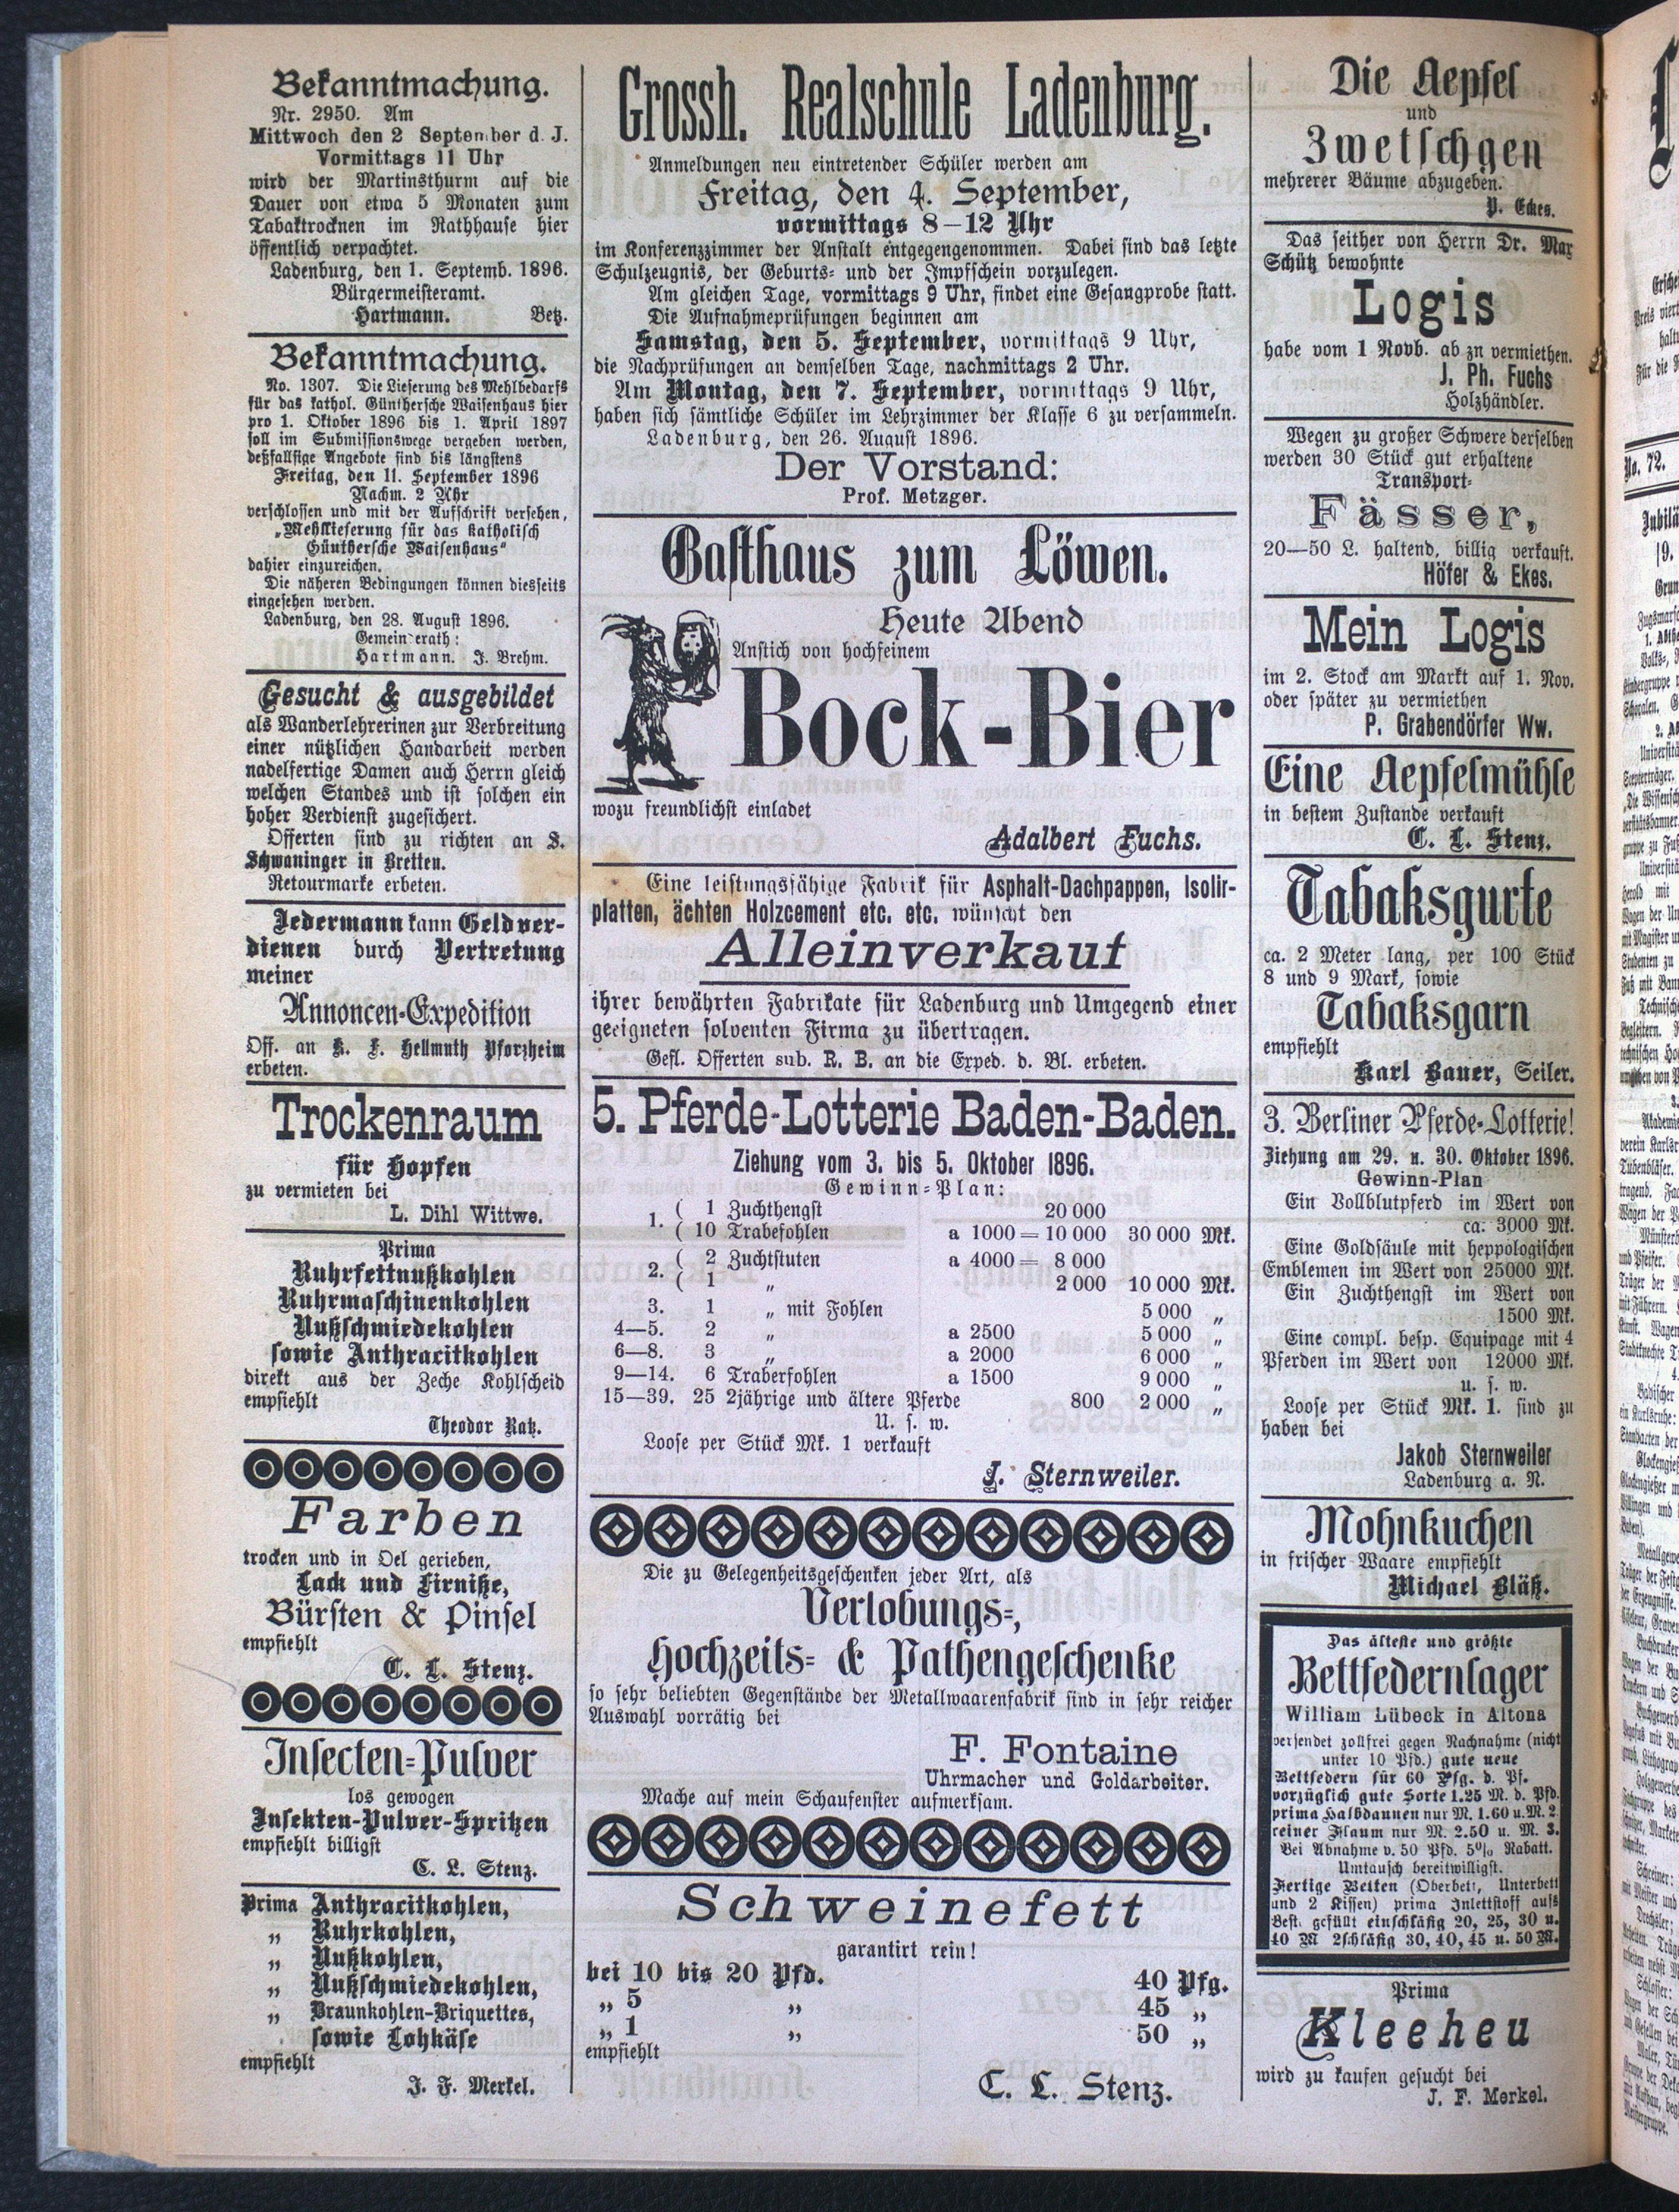 Bekanntmachung.
Nr. 2950. Am
Mittwoch den 2 September d. J.
Vormittags 11 Uhr
wird der Martinsthurm auf die
Dauer von etwa 5 Monaten zum
Tabaktrocknen im Rathhause hier
öffentlich verpachtet.
Ladenburg, den 1. Septemb. 1896.
Bürgermeisteramt.
Hartmann. Betz.
Bekanntmachung.
No. 1307. Die Lieferung des Mehlbedarfs
für das kathol. Günthersche Waisenhaus hier
pro 1. Oktober 1896 bis 1. April 1897
soll im Submissionswege vergeben werden,
deßfallsige Angebote sind bis längstens
Freitag, den 11. September 1896
Nachm. 2 Uhr
verschlossen und mit der Aufschrift versehen,
„Mehllieferung für das katholisch
Günthersche Waisenhaus“
dahier einzureichen.
Die näheren Bedingungen können diesseits
eingesehen werden.
Ladenburg, den 28. August 1896.
Gemeinderath:
Hartmann. J. Brehm.
Gesucht & ausgebildet
als Wanderlehrerinen zur Verbreitung
einer nützlichen Handarbeit werden
nadelfertige Damen auch Herrn gleich
welchen Standes und ist solchen ein
hoher Verdienst zugesichert.
Offerten sind zu richten an S.
Schwaninger in Bretten.
Retourmarke erbeten.
Jedermann kann Geld ver-
dienen durch Vertretung
meiner
Annoncen-Expedition
Off. an K. F. Hellmuth Pforzheim
erbeten.
Trockenraum
für Hopfen
zu vermieten bei
L. Dihl Wittwe.
Prima
Ruhrfettnußkohlen
Ruhrmaschinenkohlen
Nußschmiedekohlen
sowie Anthracitkohlen
direkt aus der Zeche Kohlscheid
empfiehlt
Theodor Katz.
Farben
trocken und in Oel gerieben,
Lack und Firniße,
Bürsten & Pinsel
empfiehlt
C. L. Stenz.
Insecten-Pulver
los gewogen
Insekten-Pulver-Spritzen
empfiehlt billigst
C. L. Stenz.
Prima Anthracitkohlen,
„ Ruhrkohlen,
„ Nußkohlen,
„ Nußschmiedekohlen,
„ Braunkohlen-Briquettes,
sowie Lohkäse
empfiehlt
J. F. Merkel.
Grossh. Realschule Ladenburg.
Anmeldungen neu eintretender Schüler werden am
Freitag, den 4. September,
vormittags 8—12 Uhr
im Konferenzzimmer der Anstalt entgegengenommen. Dabei sind das letzte
Schulzeugnis, der Geburts- und der Impfschein vorzulegen.
Am gleichen Tage, vormittags 9 Uhr, findet eine Gesangprobe statt.
Die Aufnahmeprüfungen beginnen am
Samstag, den 5. September, vormittags 9 Uhr,
die Nachprüfungen an demselben Tage, nachmittags 2 Uhr.
Am Montag, den 7. September, vormittags 9 Uhr,
haben sich sämtliche Schüler im Lehrzimmer der Klasse 6 zu versammeln.
Ladenburg, den 26. August 1896.
Der Vorstand:
Prof. Metzger.
Gasthaus zum Löwen.
Heute Abend
Anstich von hochfeinem
Bock-Bier
wozu freundlichst einladet
Adalbert Fuchs.
Eine leistungsfähige Fabrik für Asphalt-Dachpappen, Isolir-
platten, ächten Holzcement etc. etc. wünscht den
Alleinverkauf
ihrer bewährten Fabrikate für Ladenburg und Umgegend einer
geeigneten solventen Firma zu übertragen.
Gefl. Offerten sub. R. B. an die Exped. d. Bl. erbeten.
5. Pferde-Lotterie Baden-Baden.
Ziehung vom 3. bis 5. Oktober 1896.
Gewinn-Plan:
1. ( 1 Zuchthengst 20 000
( 10 Trabefohlen a 1000 = 10 000 30 000 Mk.
2. ( 2 Zuchtstuten a 4000 = 8 000
( 1 „ 2 000 10 000 Mk.
3. 1 „ mit Fohlen 5 000 „
4—5. 2 „ a 2500 5 000 „
6—8. 3 „ a 2000 6 000 „
9—14. 6 Traberfohlen a 1500 9 000 „
15—39. 25 2jährige und ältere Pferde 800 2 000 „
U. s. w.
Loose per Stück Mk. 1 verkauft
J. Sternweiler.
Die zu Gelegenheitsgeschenken jeder Art, als
Verlobungs-,
Hochzeits- & Pathengeschenke
so sehr beliebten Gegenstände der Metallwaarenfabrik sind in sehr reicher
Auswahl vorrätig bei
F. Fontaine
Uhrmacher und Goldarbeiter.
Mache auf mein Schaufenster aufmerksam.
Schweinefett
garantirt rein!
bei 10 bis 20 Pfd. 40 Pfg.
„ 5 „ 45 „
„ 1 „ 50 „
empfiehlt
C. L. Stenz.
Die Aepfel
und
Zwetschgen
mehrerer Bäume abzugeben.
P. Eckes.
Das seither von Herrn Dr. Max
Schütz bewohnte
Logis
habe vom 1 Novb. ab zn vermiethen.
J. Ph. Fuchs
Holzhändler.
Wegen zu großer Schwere derselben
werden 30 Stück gut erhaltene
Transport-
Fässer,
20—50 L. haltend, billig verkauft.
Höfer & Ekes.
Mein Logis
im 2. Stock am Markt auf 1. Nov.
oder später zu vermiethen
P. Grabendörfer Ww.
Eine Aepfelmühle
in bestem Zustande verkauft
C. L. Stenz.
Tabaksgurte
ca. 2 Meter lang, per 100 Stück
8 und 9 Mark, sowie
Tabaksgarn
empfiehlt
Karl Bauer, Seiler.
3. Berliner Pferde-Lotterie!
Ziehung am 29. u. 30. Oktober 1896.
Gewinn-Plan
Ein Vollblutpferd im Wert von
ca. 3000 Mk.
Eine Goldsäule mit heppologischen
Emblemen im Wert von 25000 Mk.
Ein Zuchthengst im Wert von
1500 Mk.
Eine compl. besp. Equipage mit 4
Pferden im Wert von 12000 Mk.
u. s. w.
Loose per Stück Mk. 1. sind zu
haben bei
Jakob Sternweiler
Ladenburg a. N.
Mohnkuchen
in frischer Waare empfiehlt
Michael Bläß.
Das älteste und größte
Bettfedernlager
William Lübeck in Altona
versendet zollfrei gegen Nachnahme (nicht
unter 10 Pfd.) gute neue
Bettfedern für 60 Pfg. d. Pf.
vorzüglich gute Sorte 1.25 M. d. Pfd.
prima Halbdaunen nur M. 1.60 u. M. 2
reiner Flaum nur M. 2.50 u. M. 3.
Bei Abnahme v. 50 Pfd. 5% Rabatt.
Umtausch bereitwilligst.
Fertige Betten (Oberbett, Unterbett
und 2 Kissen) prima Inlettstoff aufs
Best. gefüllt einschläfig 20, 25, 30 u.
40 M 2schläfig 30, 40, 45 u. 50 M.
Prima
Kleeheu
wird zu kaufen gesucht bei
J. F. Merkel.
No. 72.